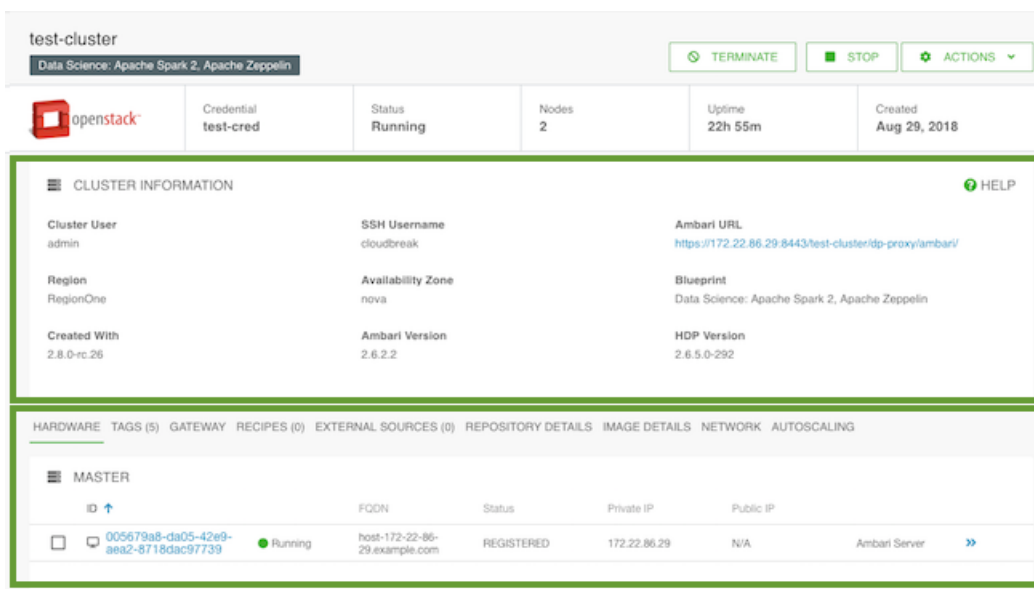 test-cluster
Data Science: Apache Spark 2, Apache Zeppelin
TERMINATE
STOP
ACTIONS
openstack
Credential
test-cred
Status
Running
Nodes
2
Uptime
22h 55m
Created
Aug 29, 2018
CLUSTER INFORMATION
HELP
Cluster User
admin
SSH Username
cloudbreak
Ambari URL
https://172.22.86.29:8443/test-cluster/dp-proxy/ambari/
Region
RegionOne
Availability Zone
nova
Blueprint
Data Science: Apache Spark 2, Apache Zeppelin
Created With
2.8.0-rc.26
Ambari Version
2.6.2.2
HDP Version
2.6.5.0-292
HARDWARE TAGS (5) GATEWAY RECIPES (0) EXTERNAL SOURCES (0) REPOSITORY DETAILS IMAGE DETAILS NETWORK AUTOSCALING
MASTER
ID FQDN Status Private IP Public IP
005679a8-da05-42e9-
aea2-8718dac97739
Running
host-172-22-86-
29.example.com
REGISTERED
172.22.86.29
N/A
Ambari Server